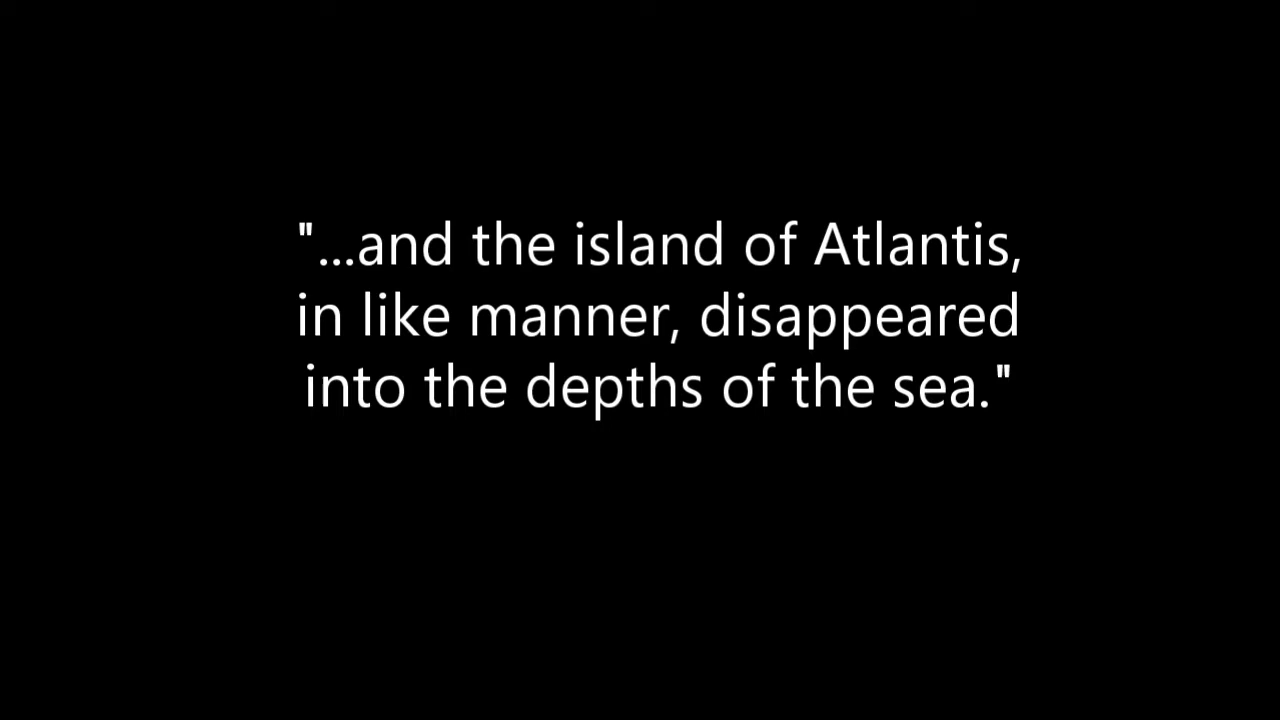 "...and the island of Atlantis,
in like manner, disappeared
into the depths of the sea."